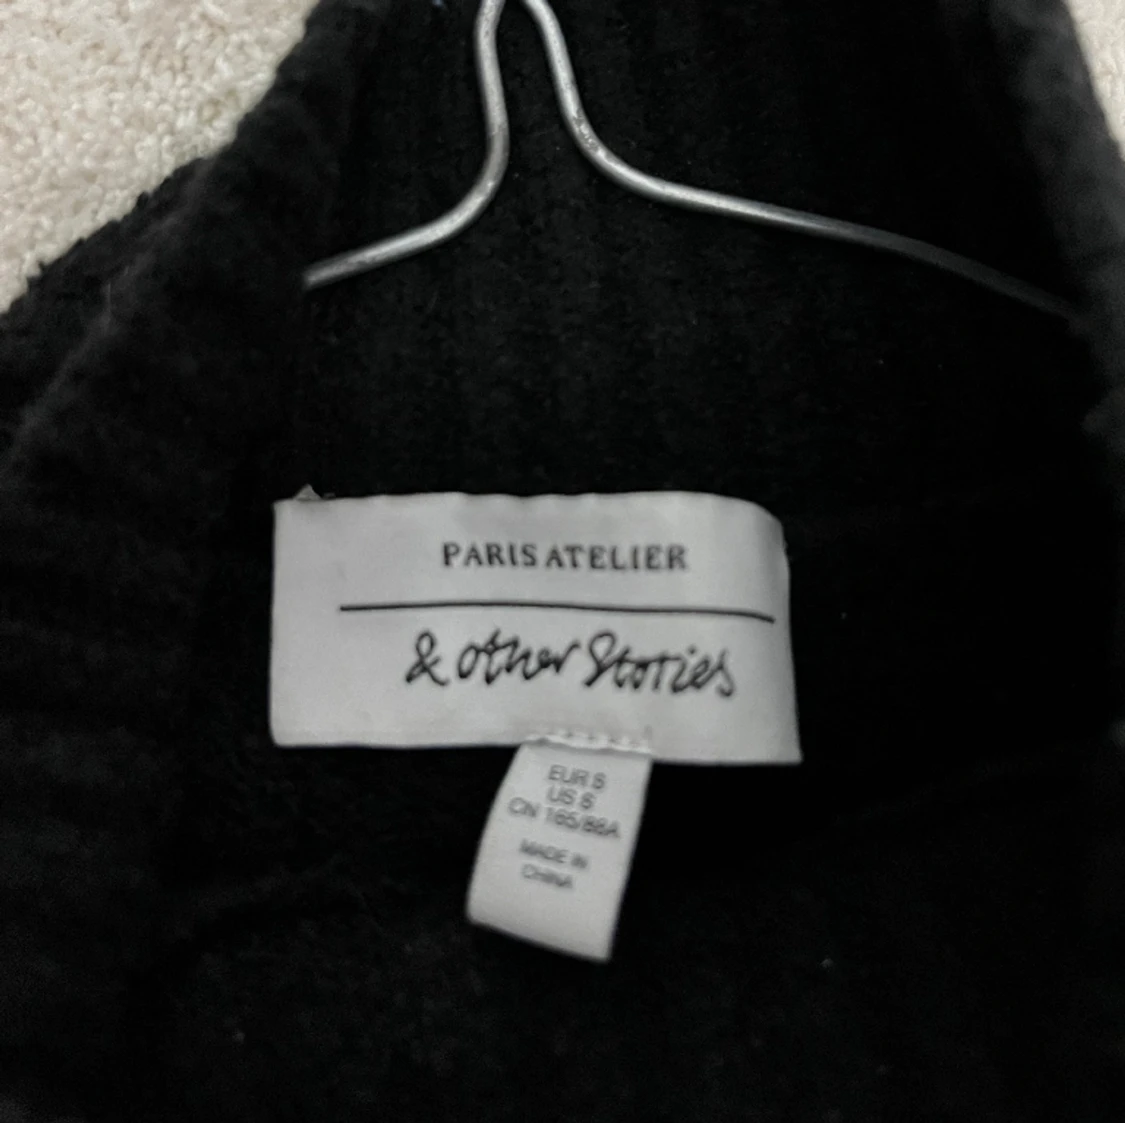 PARIS ATELIER
& other Stories
EUR S
US S
CN 165/88A
MADE IN
CHINA